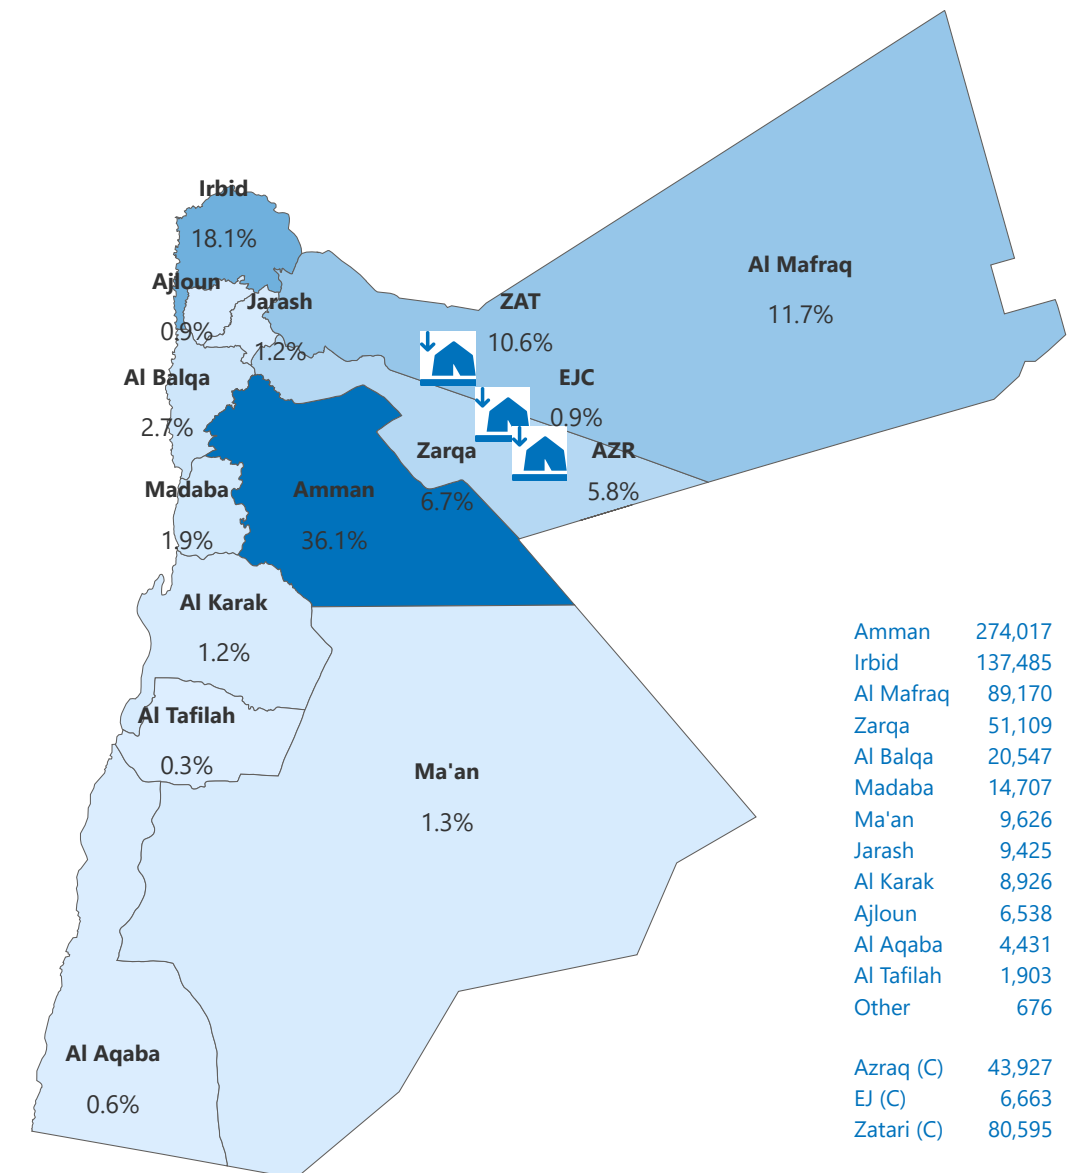 Irbid
18.1%
Al Mafraq
11.7%
Ajloun
0.9%
Jarash
1.2%
ZAT
10.6%
EJC
0.9%
Al Balqa
2.7%
Zarqa
6.7%
AZR
5.8%
Madaba
1.9%
Amman
36.1%
Al Karak
1.2%
Al Tafilah
0.3%
Ma'an
1.3%
Al Aqaba
0.6%
Amman 274,017
Irbid 137,485
Al Mafraq 89,170
Zarqa 51,109
Al Balqa 20,547
Madaba 14,707
Ma'an 9,626
Jarash 9,425
Al Karak 8,926
Ajloun 6,538
Al Aqaba 4,431
Al Tafilah 1,903
Other 676
Azraq (C) 43,927
EJ (C) 6,663
Zatari (C) 80,595